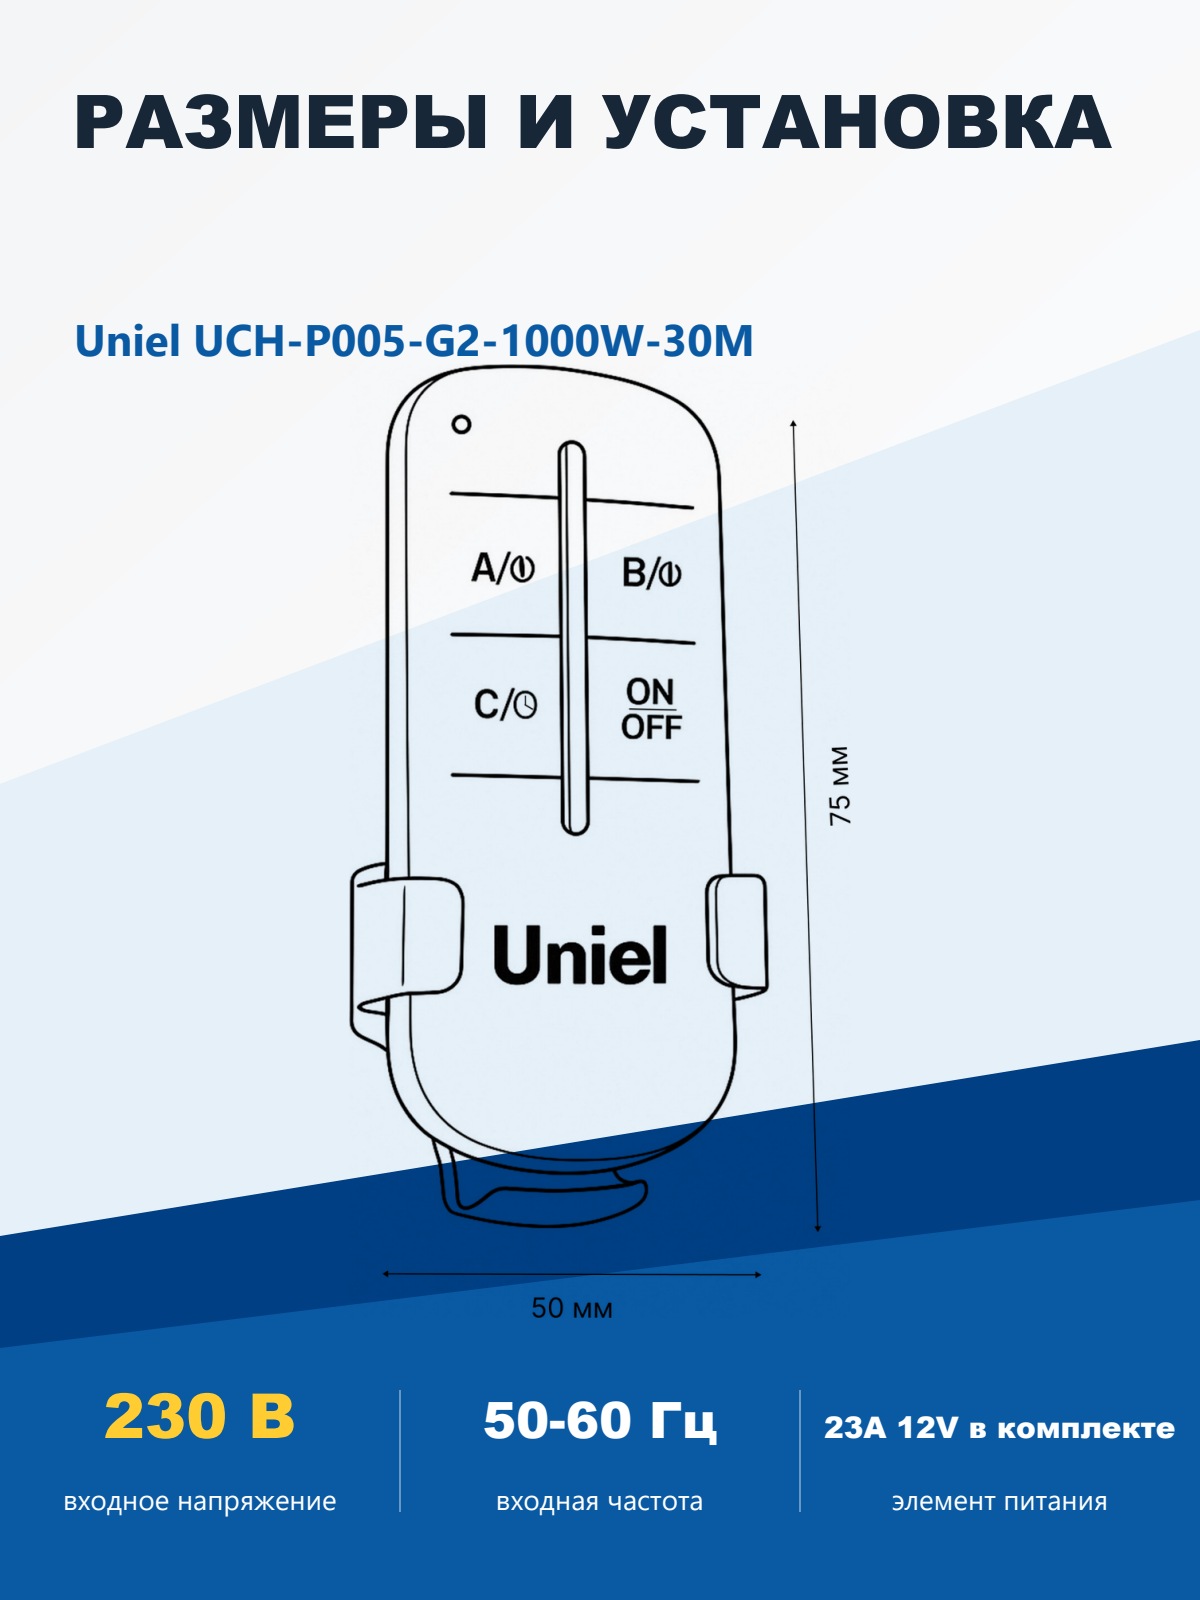 РАЗМЕРЫ И УСТАНОВКА
Uniel UCH-P005-G2-1000W-30M
A/
B/
C/
ON
OFF
Uniel
75 мм
50 мм
230 В
50-60 Гц
23A 12V в комплекте
входное напряжение
входная частота
элемент питания